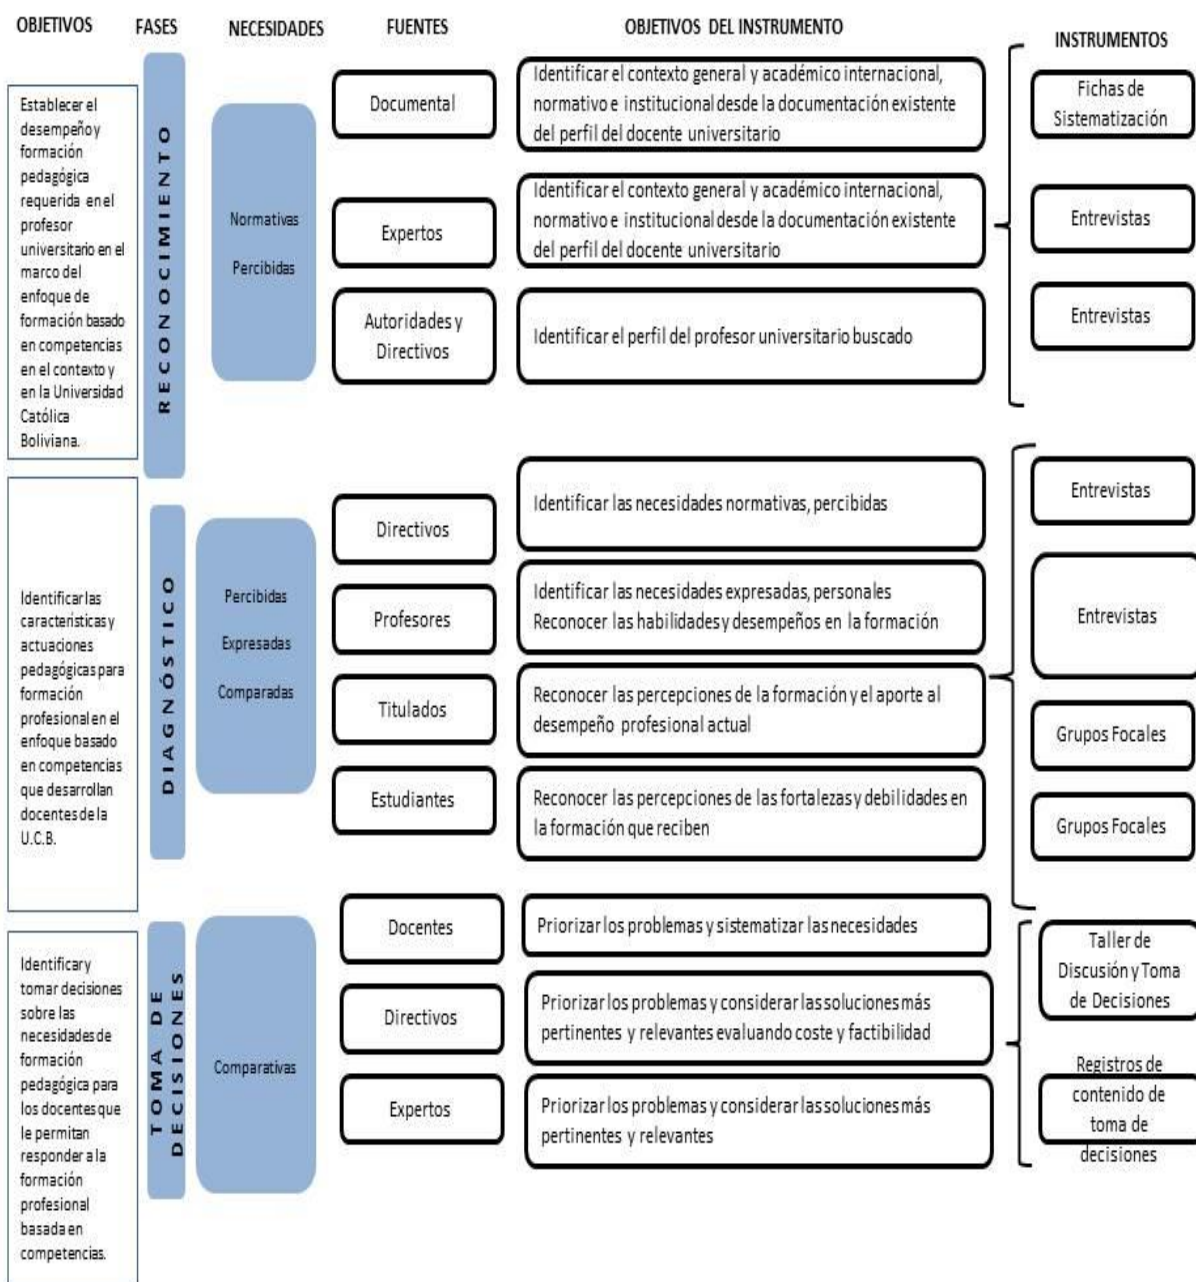 OBJETIVOS
FASES
NECESIDADES
FUENTES
OBJETIVOS DEL INSTRUMENTO
INSTRUMENTOS
Establecer el
desempeño y
formación
pedagógica
requerida en el
profesor
universitario en el
marco del
enfoque de
formación basado
en competencias
en el contexto y
en la Universidad
Católica
Boliviana.
RECONOCIMIENTO
Normativas
Percibidas
Documental
Identificar el contexto general y académico internacional,
normativo e institucional desde la documentación existente
del perfil del docente universitario
Fichas de
Sistematización
Expertos
Identificar el contexto general y académico internacional,
normativo e institucional desde la documentación existente
del perfil del docente universitario
Entrevistas
Autoridades y
Directivos
Identificar el perfil del profesor universitario buscado
Entrevistas
Identificar las
características y
actuaciones
pedagógicas para
formación
profesional en el
enfoque basado
en competencias
que desarrollan
docentes de la
U.C.B.
DIAGNÓSTICO
Percibidas
Expresadas
Comparadas
Directivos
Identificar las necesidades normativas, percibidas
Entrevistas
Profesores
Identificar las necesidades expresadas, personales
Reconocer las habilidades y desempeños en la formación
Entrevistas
Titulados
Reconocer las percepciones de la formación y el aporte al
desempeño profesional actual
Grupos Focales
Estudiantes
Reconocer las percepciones de las fortalezas y debilidades en
la formación que reciben
Grupos Focales
Identificar y
tomar decisiones
sobre las
necesidades de
formación
pedagógica para
los docentes que
le permitan
responder a la
formación
profesional
basada en
competencias.
TOMA DE
DECISIONES
Comparativas
Docentes
Priorizar los problemas y sistematizar las necesidades
Taller de
Discusión y Toma
de Decisiones
Directivos
Priorizar los problemas y considerar las soluciones más
pertinentes y relevantes evaluando coste y factibilidad
Expertos
Priorizar los problemas y considerar las soluciones más
pertinentes y relevantes
Registros de
contenido de
toma de
decisiones